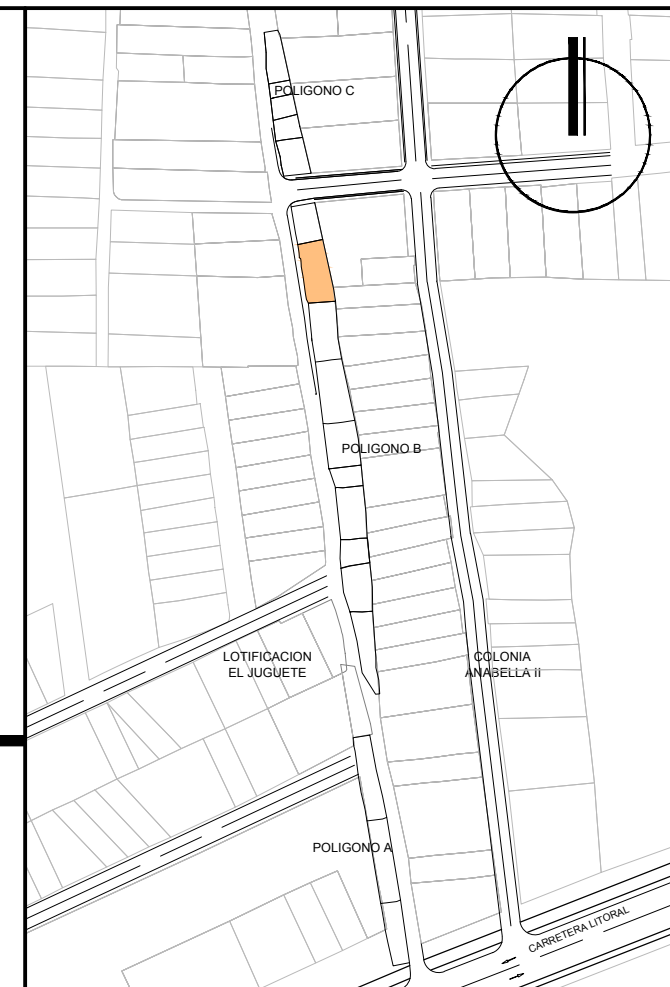 POLIGONO C
POLIGONO B
LOTIFICACION
EL JUGUETE
COLONIA
ANABELLA II
POLIGONO A
CARRETERA LITORAL